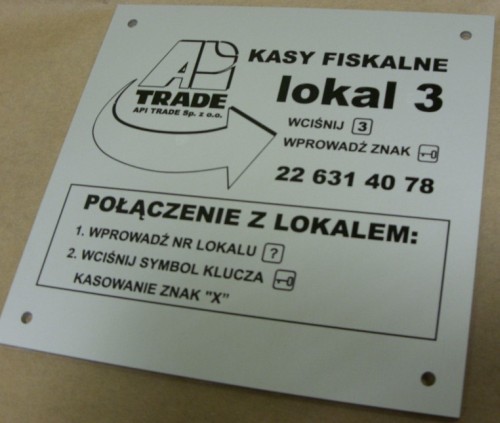 API
TRADE
API TRADE Sp. z o.o.
KASY FISKALNE
lokal 3
WCIŚNIJ 3
WPROWADŹ ZNAK
22 631 40 78
POŁĄCZENIE Z LOKALEM:
1. WPROWADŹ NR LOKALU ?
2. WCIŚNIJ SYMBOL KLUCZA
KASOWANIE ZNAK "X"